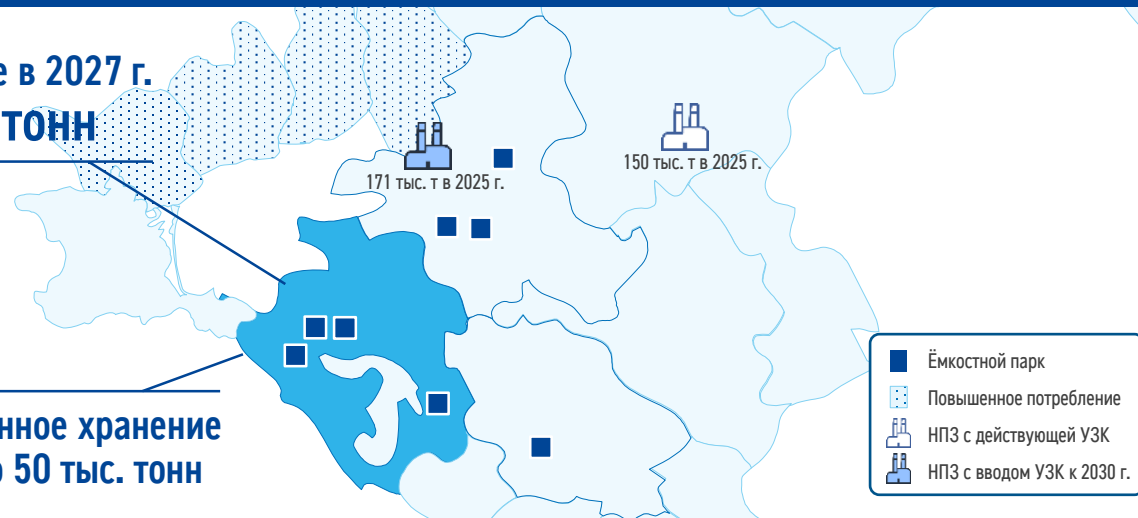 е в 2027 г.
тонн
171 тыс. т в 2025 г.
150 тыс. т в 2025 г.
нное хранение
50 тыс. тонн
Ёмкостной парк
Повышенное потребление
НПЗ с действующей УЗК
НПЗ с вводом УЗК к 2030 г.